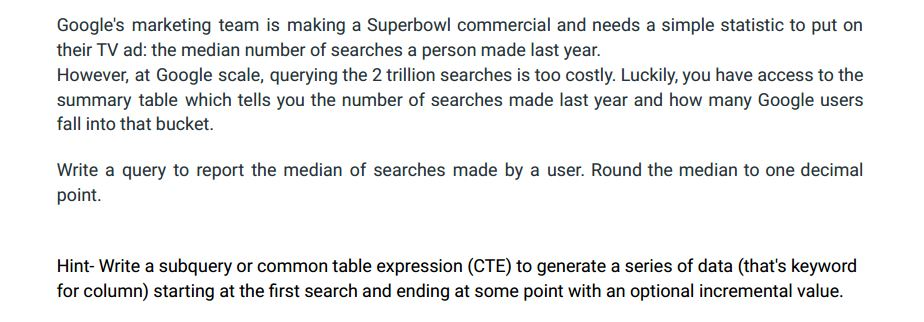 Google's marketing team is making a Superbowl commercial and needs a simple statistic to put on
their TV ad: the median number of searches a person made last year.
However, at Google scale, querying the 2 trillion searches is too costly. Luckily, you have access to the
summary table which tells you the number of searches made last year and how many Google users
fall into that bucket.
Write a query to report the median of searches made by a user. Round the median to one decimal
point.
Hint- Write a subquery or common table expression (CTE) to generate a series of data (that's keyword
for column) starting at the first search and ending at some point with an optional incremental value.